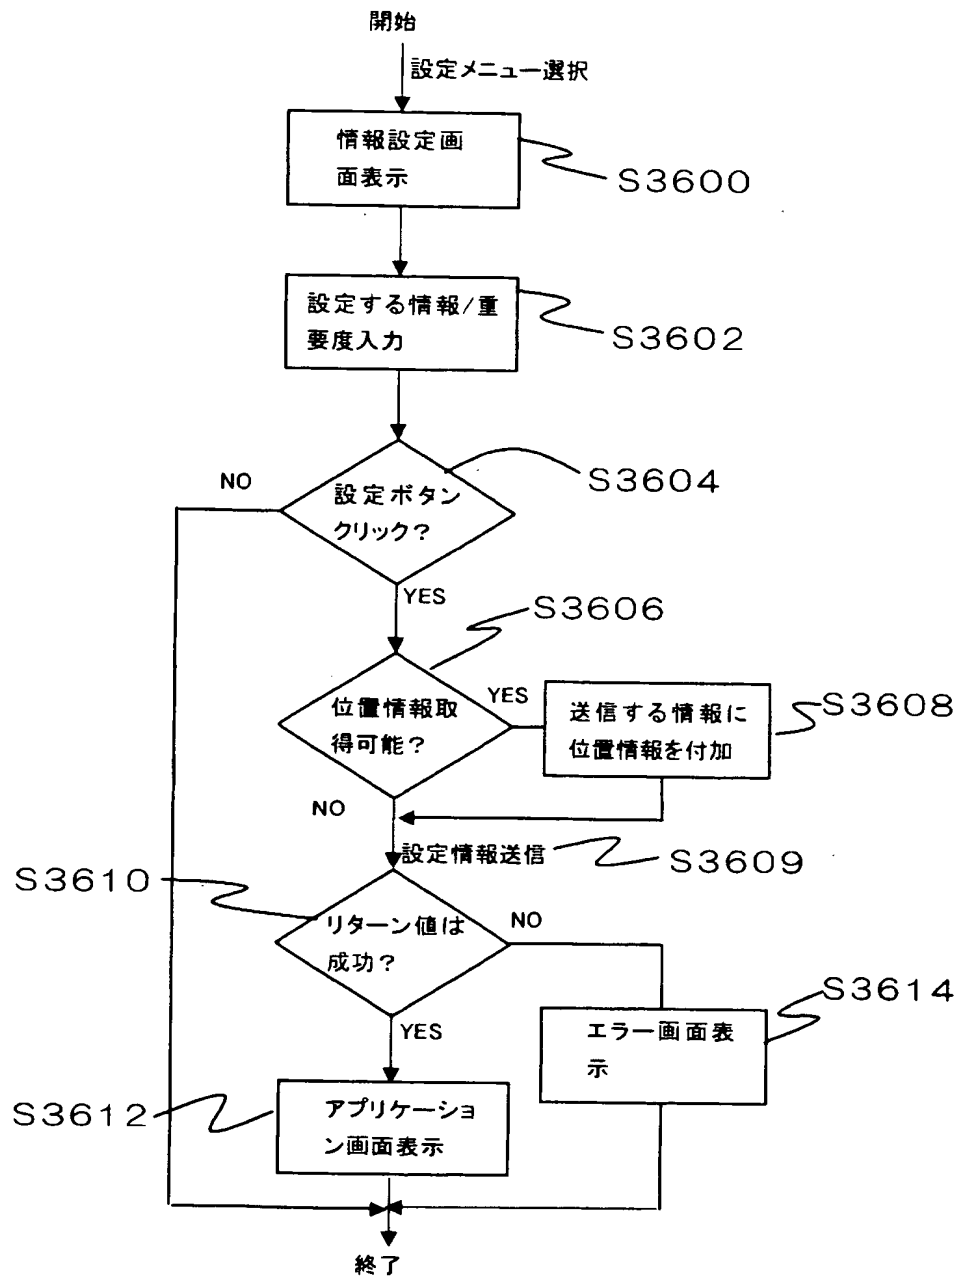 開始
設定メニュー選択
情報設定画
面表示
S3600
設定する情報/重
要度入力
S3602
NO
設定ボタン
クリック?
S3604
YES
S3606
位置情報取
得可能?
YES
送信する情報に
位置情報を付加
S3608
NO
設定情報送信
S3609
S3610
リターン値は
成功?
NO
S3614
YES
エラー画面表
示
S3612
アプリケーショ
ン画面表示
終了